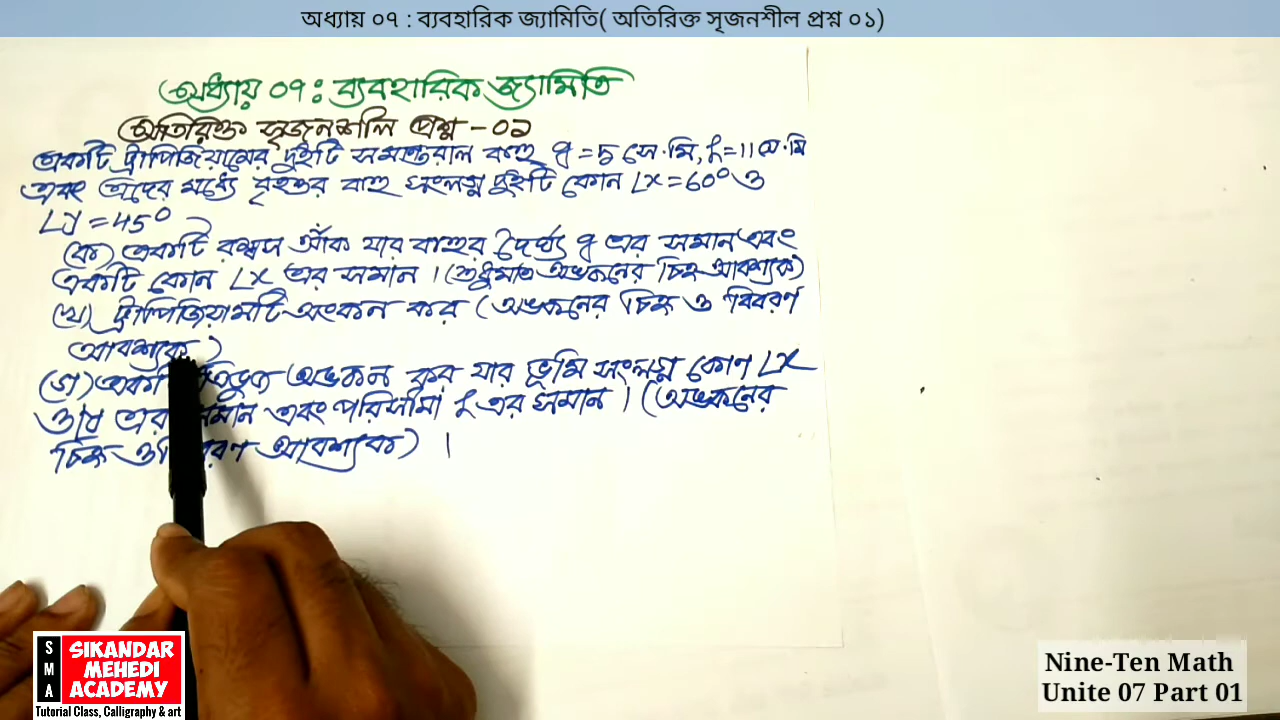 অধ্যায় ০৭ : ব্যবহারিক জ্যামিতি( অতিরিক্ত সৃজনশীল প্রশ্ন ০১)
অধ্যায় ০৭ : ব্যবহারিক জ্যামিতি
অতিরিক্ত সৃজনশীল প্রশ্ন - ০১
একটি ট্রাপিজিয়ামের দুইটি সমান্তরাল বাহু = 5 সে.মি, = 11 সে.মি
এবং এদের মধ্যে বৃহত্তর বাহু সংলগ্ন দুইটি কোন ∠x = 60° ও
∠y = 45°
(ক) একটি রম্বস আঁক যার বাহুর দৈর্ঘ্য এর সমান এবং
একটি কোন ∠x এর সমান । (শুধুমাত্র অঙ্কনের চিহ্ন আবশ্যক)
(খ) ট্রাপিজিয়ামটি অংকন কর (অঙ্কনের চিহ্ন ও বিবরণ
আবশ্যক)
(গ) ত্রিভুজ অঙ্কন কর যার ভূমি সংলগ্ন কোণ ∠x
ও এর সমান এবং পরিসীমা এর সমান । (অঙ্কনের
চিহ্ন ও আবশ্যক) ।
SMA
SIKANDAR
MEHEDI
ACADEMY
Tutorial Class, Calligraphy & art
Nine-Ten Math
Unite 07 Part 01